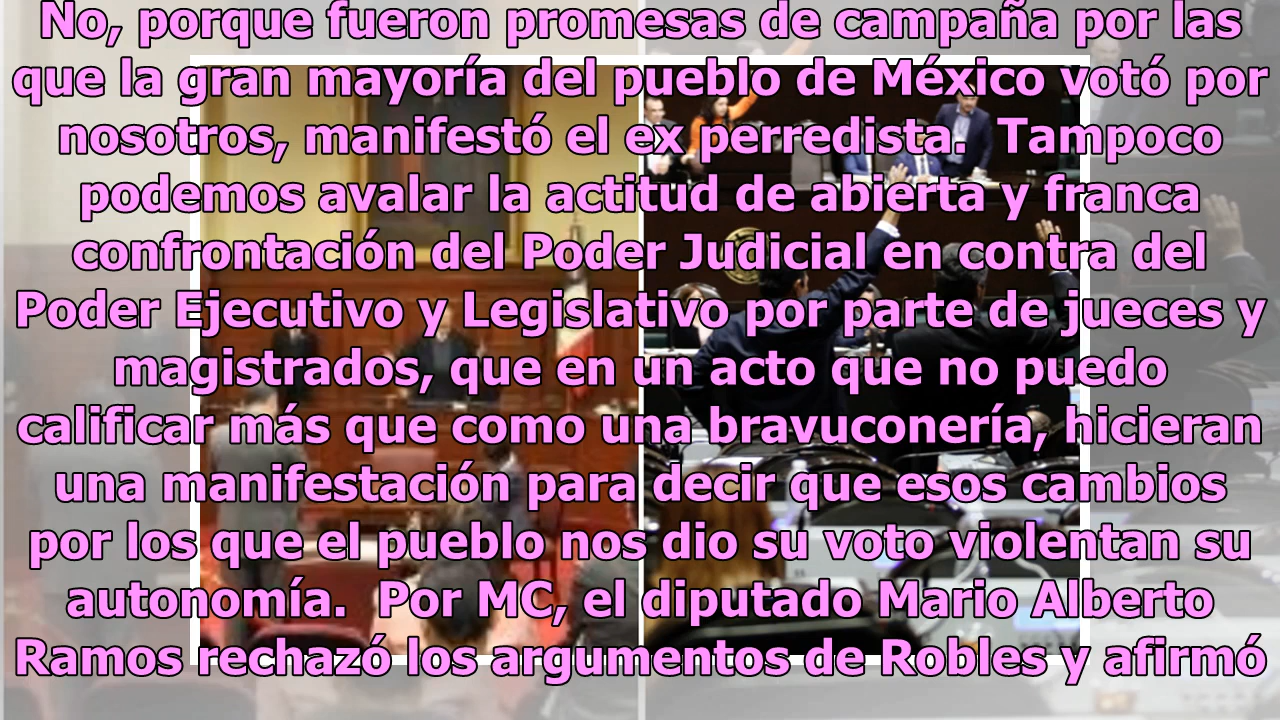 No, porque fueron promesas de campaña por las
que la gran mayoría del pueblo de México votó por
nosotros, manifestó el ex perredista.  Tampoco
podemos avalar la actitud de abierta y franca
confrontación del Poder Judicial en contra del
Poder Ejecutivo y Legislativo por parte de jueces y
magistrados, que en un acto que no puedo
calificar más que como una bravuconería, hicieran
una manifestación para decir que esos cambios
por los que el pueblo nos dio su voto violentan su
autonomía.  Por MC, el diputado Mario Alberto
Ramos rechazó los argumentos de Robles y afirmó